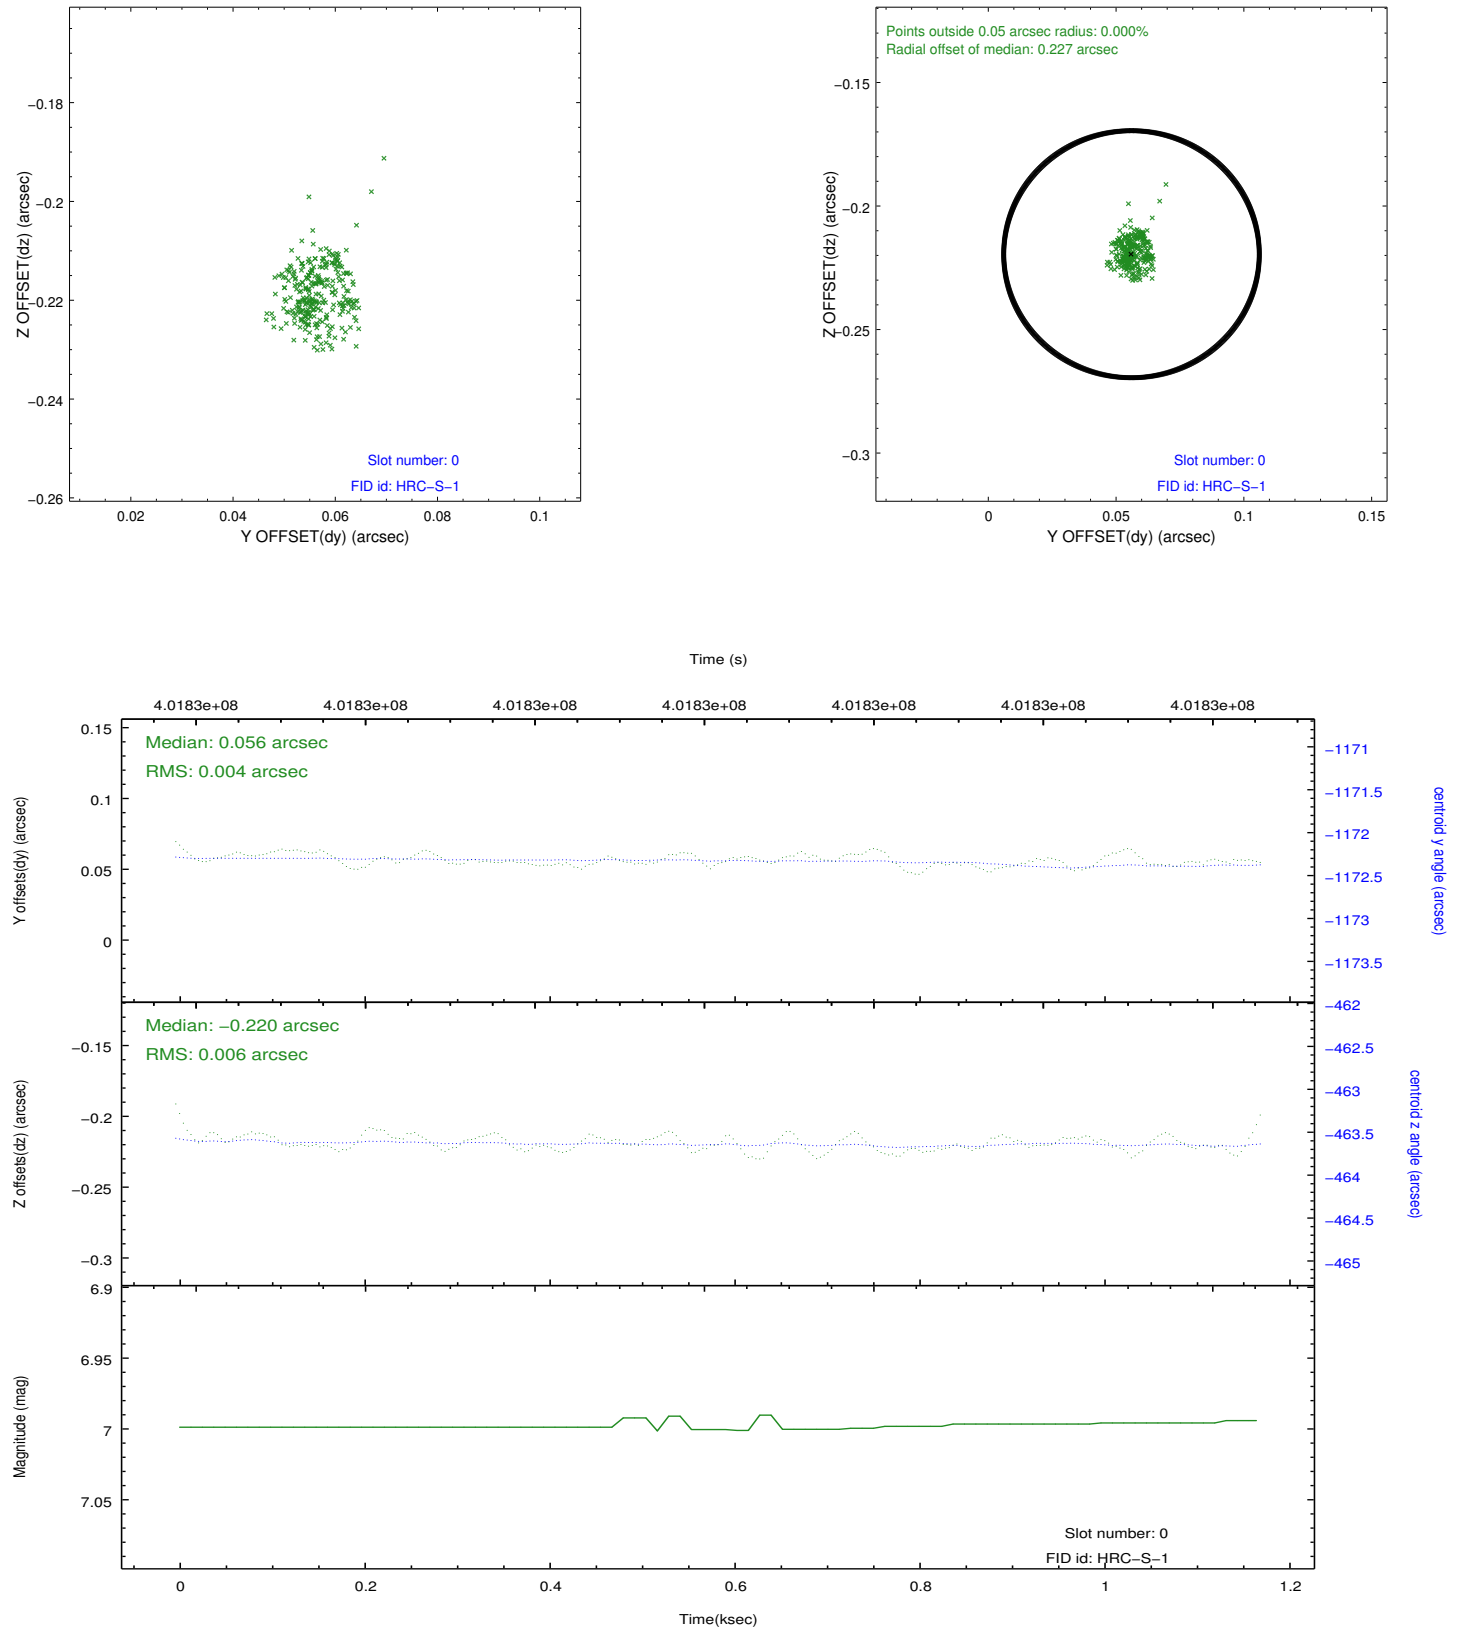 −0.18
−0.2
−0.22
−0.24
−0.26
Z OFFSET(dz) (arcsec)
Slot number: 0
FID id: HRC−S−1
0.02 0.04 0.06 0.08 0.1
Y OFFSET(dy) (arcsec)
Points outside 0.05 arcsec radius: 0.000%
Radial offset of median: 0.227 arcsec
−0.15
−0.2
−0.25
−0.3
Z OFFSET(dz) (arcsec)
Slot number: 0
FID id: HRC−S−1
0 0.05 0.1 0.15
Y OFFSET(dy) (arcsec)
Time (s)
4.0183e+08 4.0183e+08 4.0183e+08 4.0183e+08 4.0183e+08 4.0183e+08 4.0183e+08
Median: 0.056 arcsec
RMS: 0.004 arcsec
0.15
0.1
0.05
0
Y offsets(dy) (arcsec)
−1171
−1171.5
−1172
−1172.5
−1173
−1173.5
centroid y angle (arcsec)
Median: −0.220 arcsec
RMS: 0.006 arcsec
−0.15
−0.2
−0.25
−0.3
Z offsets(dz) (arcsec)
−462
−462.5
−463
−463.5
−464
−464.5
−465
centroid z angle (arcsec)
6.9
6.95
7
7.05
Magnitude (mag)
Slot number: 0
FID id: HRC−S−1
0 0.2 0.4 0.6 0.8 1 1.2
Time(ksec)